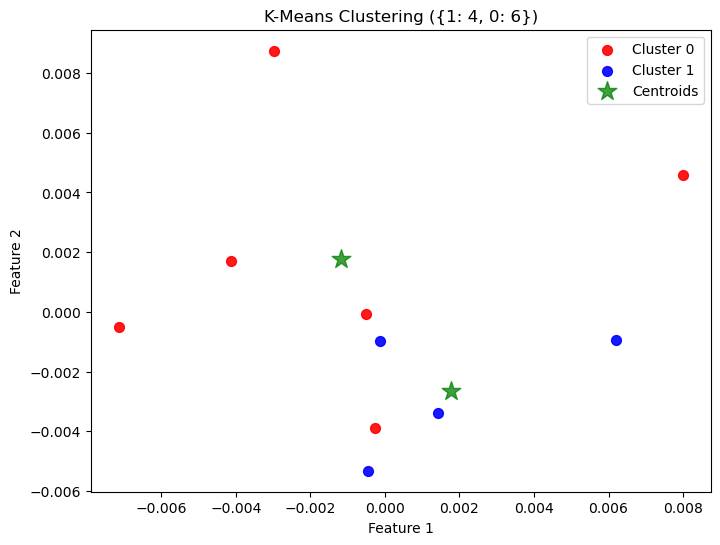 K-Means Clustering ({1: 4, 0: 6})
Cluster 0
Cluster 1
Centroids
Feature 2
0.008
0.006
0.004
0.002
0.000
−0.002
−0.004
−0.006
−0.006 −0.004 −0.002 0.000 0.002 0.004 0.006 0.008
Feature 1